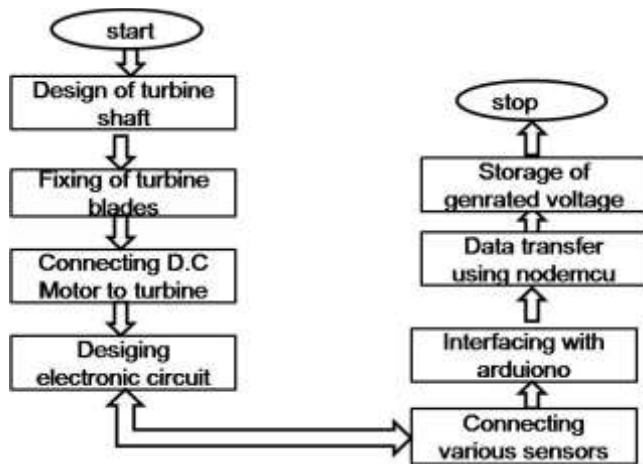 start
Design of turbine
shaft
Fixing of turbine
blades
Connecting D.C
Motor to turbine
Desiging
electronic circuit
Connecting
various sensors
Interfacing with
arduiono
Data transfer
using nodemcu
Storage of
genrated voltage
stop